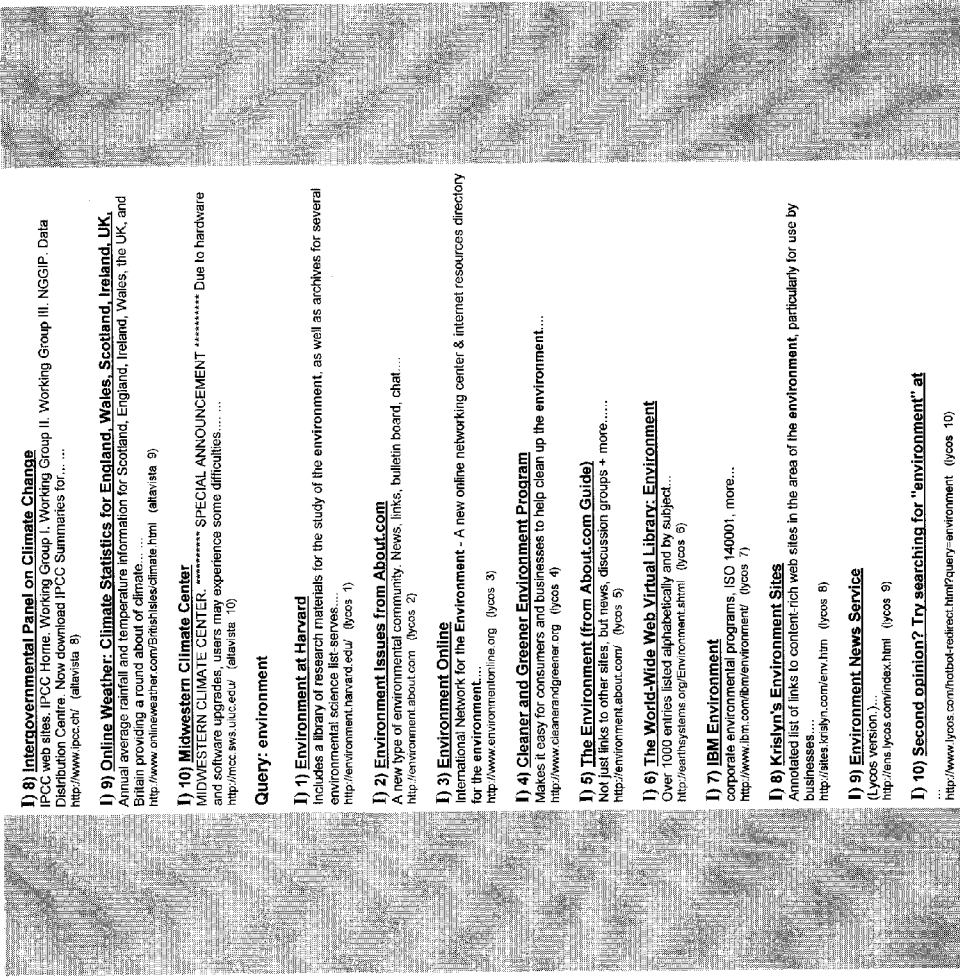 I) 8) Intergovernmental Panel on Climate Change
IPCC web sites. IPCC Home. Working Group I. Working Group II. Working Group III. NGGIP. Data
Distribution Centre. Now download IPCC Summaries for... ...
http://www.ipcc.ch/ (altavista 8)
I) 9) Online Weather: Climate Statistics for England, Wales, Scotland, Ireland, UK,
Annual average rainfall and temperature information for Scotland, England, Ireland, Wales, the UK, and
Britain providing a round about of climate... ...
http://www.onlineweather.com/BritishIsles/climate.html (altavista 9)
I) 10) Midwestern Climate Center
MIDWESTERN CLIMATE CENTER. ********** SPECIAL ANNOUNCEMENT ********** Due to hardware
and software upgrades, users may experience some difficulties...... ...
http://mcc.sws.uiuc.edu/ (altavista 10)
Query: environment
I) 1) Environment at Harvard
Includes a library of research materials for the study of the environment, as well as archives for several
environmental science list-serves....
http://environment.harvard.edu/ (lycos 1)
I) 2) Environment Issues from About.com
A new type of environmental community. News, links, bulletin board, chat....
http://environment.about.com (lycos 2)
I) 3) Environment Online
International Network for the Environment - A new online networking center & internet resources directory
for the environment....
http://www.environmentonline.org (lycos 3)
I) 4) Cleaner and Greener Environment Program
Makes it easy for consumers and businesses to help clean up the environment....
http://www.cleanerandgreener.org (lycos 4)
I) 5) The Environment (from About.com Guide)
Not just links to other sites, but news, discussion groups + more......
http://environment.about.com/ (lycos 5)
I) 6) The World-Wide Web Virtual Library: Environment
Over 1000 entries listed alphabetically and by subject...
http://earthsystems.org/Environment.shtml (lycos 6)
I) 7) IBM Environment
corporate environmental programs, ISO 140001, more...
http://www.ibm.com/ibm/environment/ (lycos 7)
I) 8) Krislyn's Environment Sites
Annotated list of links to content-rich web sites in the area of the environment, particularly for use by
businesses....
http://sites.krislyn.com/env.htm (lycos 8)
I) 9) Environment News Service
(Lycos version.)...
http://ens.lycos.com/index.html (lycos 9)
I) 10) Second opinion? Try searching for "environment" at
...
http://www.lycos.com/hotbot-redirect.html?query=environment (lycos 10)